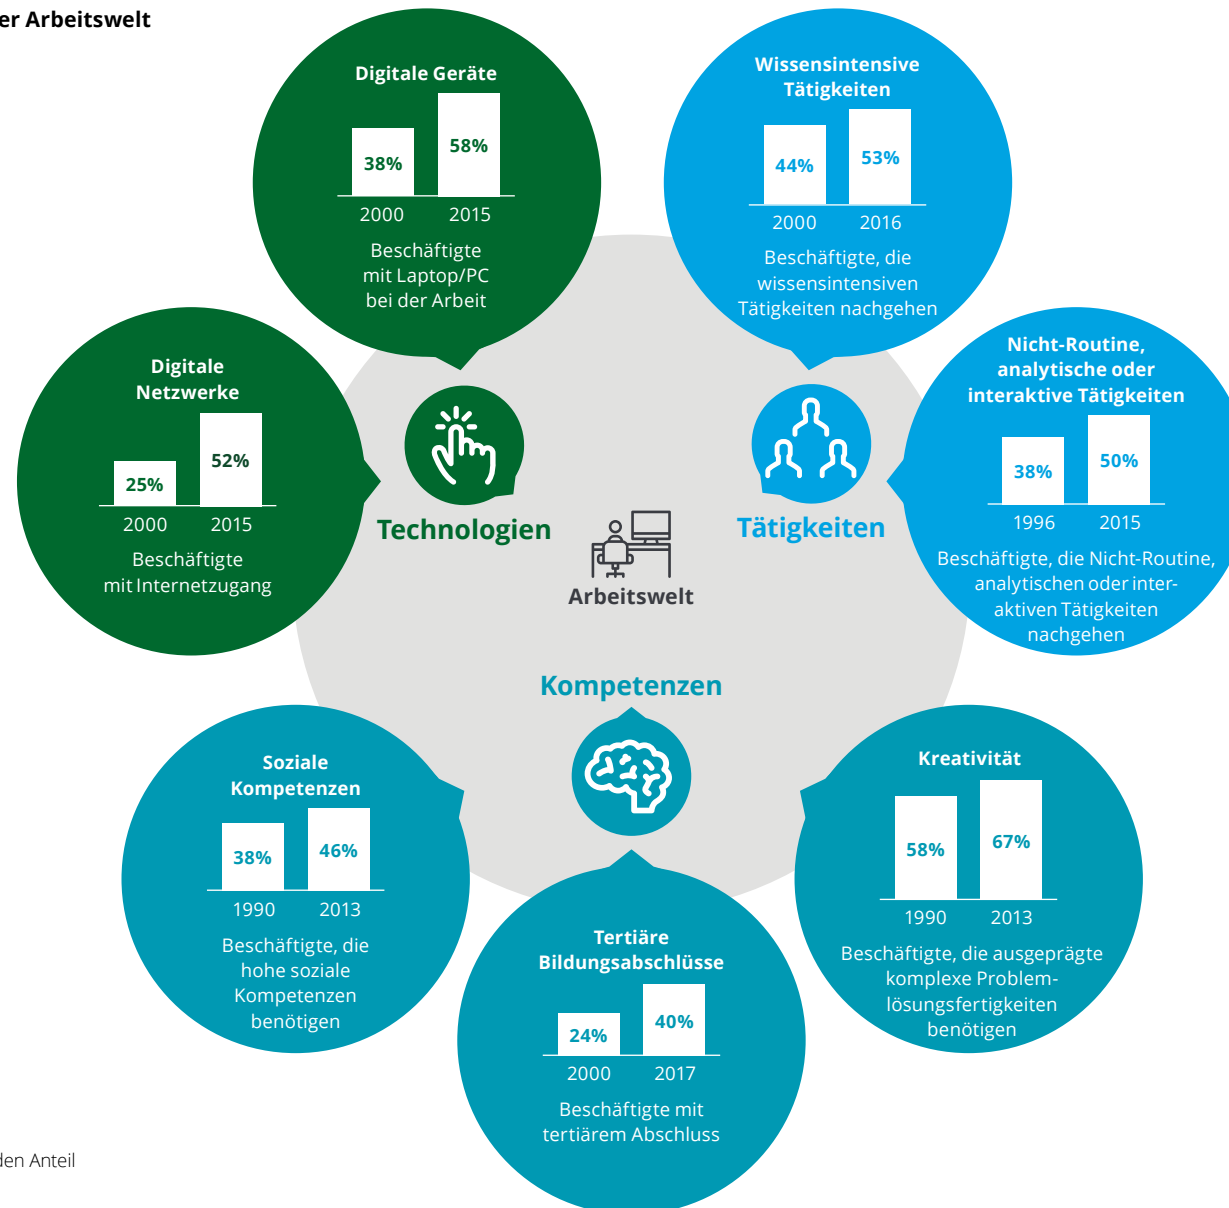 er Arbeitswelt
Digitale Geräte
38%
58%
2000
2015
Beschäftigte
mit Laptop/PC
bei der Arbeit
Wissensintensive
Tätigkeiten
44%
53%
2000
2016
Beschäftigte, die
wissensintensiven
Tätigkeiten nachgehen
Digitale
Netzwerke
25%
52%
2000
2015
Beschäftigte
mit Internetzugang
Nicht-Routine,
analytische oder
interaktive Tätigkeiten
38%
50%
1996
2015
Beschäftigte, die Nicht-Routine,
analytischen oder inter-
aktiven Tätigkeiten
nachgehen
Technologien
Tätigkeiten
Arbeitswelt
Kompetenzen
Soziale
Kompetenzen
38%
46%
1990
2013
Beschäftigte, die
hohe soziale
Kompetenzen
benötigen
Kreativität
58%
67%
1990
2013
Beschäftigte, die ausgeprägte
komplexe Problem-
lösungsfertigkeiten
benötigen
Tertiäre
Bildungsabschlüsse
24%
40%
2000
2017
Beschäftigte mit
tertiärem Abschluss
den Anteil